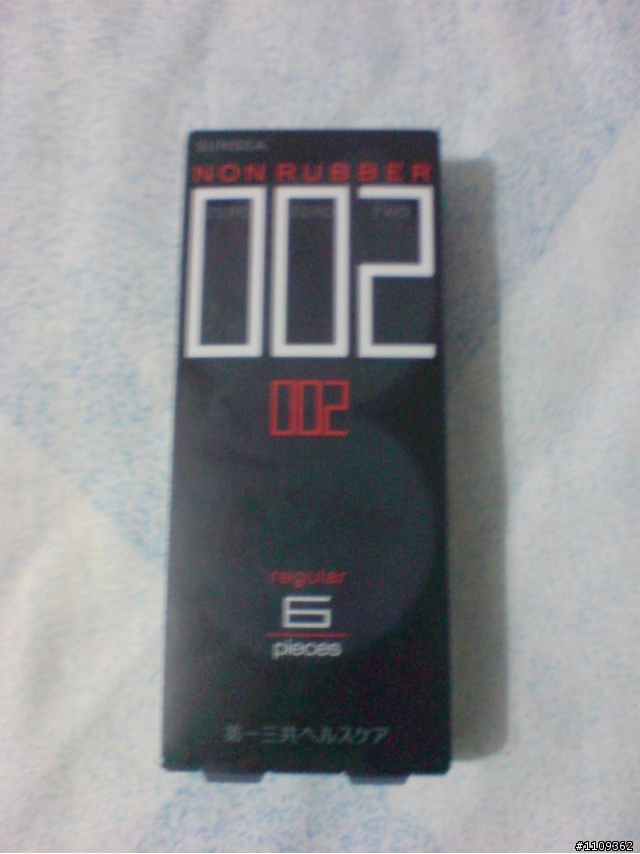 NON RUBBER
002
ZERO ZERO TWO
002
regular
6
pieces
第一三共ヘルスケア
#1109362